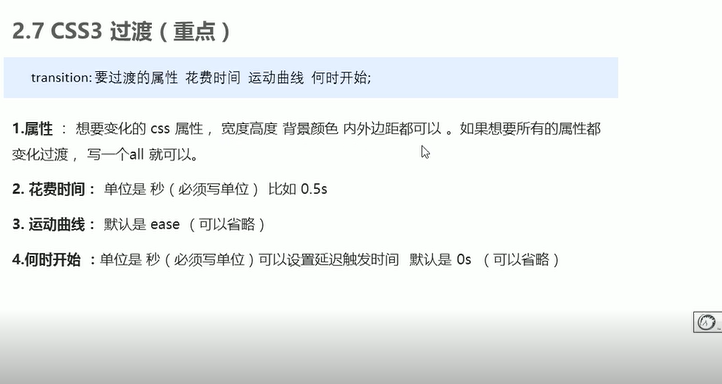 2.7 CSS3 过渡（重点）
transition: 要过渡的属性 花费时间 运动曲线 何时开始;
1.属性 ： 想要变化的 css 属性， 宽度高度 背景颜色 内外边距都可以 。如果想要所有的属性都
变化过渡， 写一个all 就可以。
2. 花费时间： 单位是 秒（必须写单位） 比如 0.5s
3. 运动曲线： 默认是 ease （可以省略）
4.何时开始 ：单位是 秒（必须写单位）可以设置延迟触发时间 默认是 0s （可以省略）